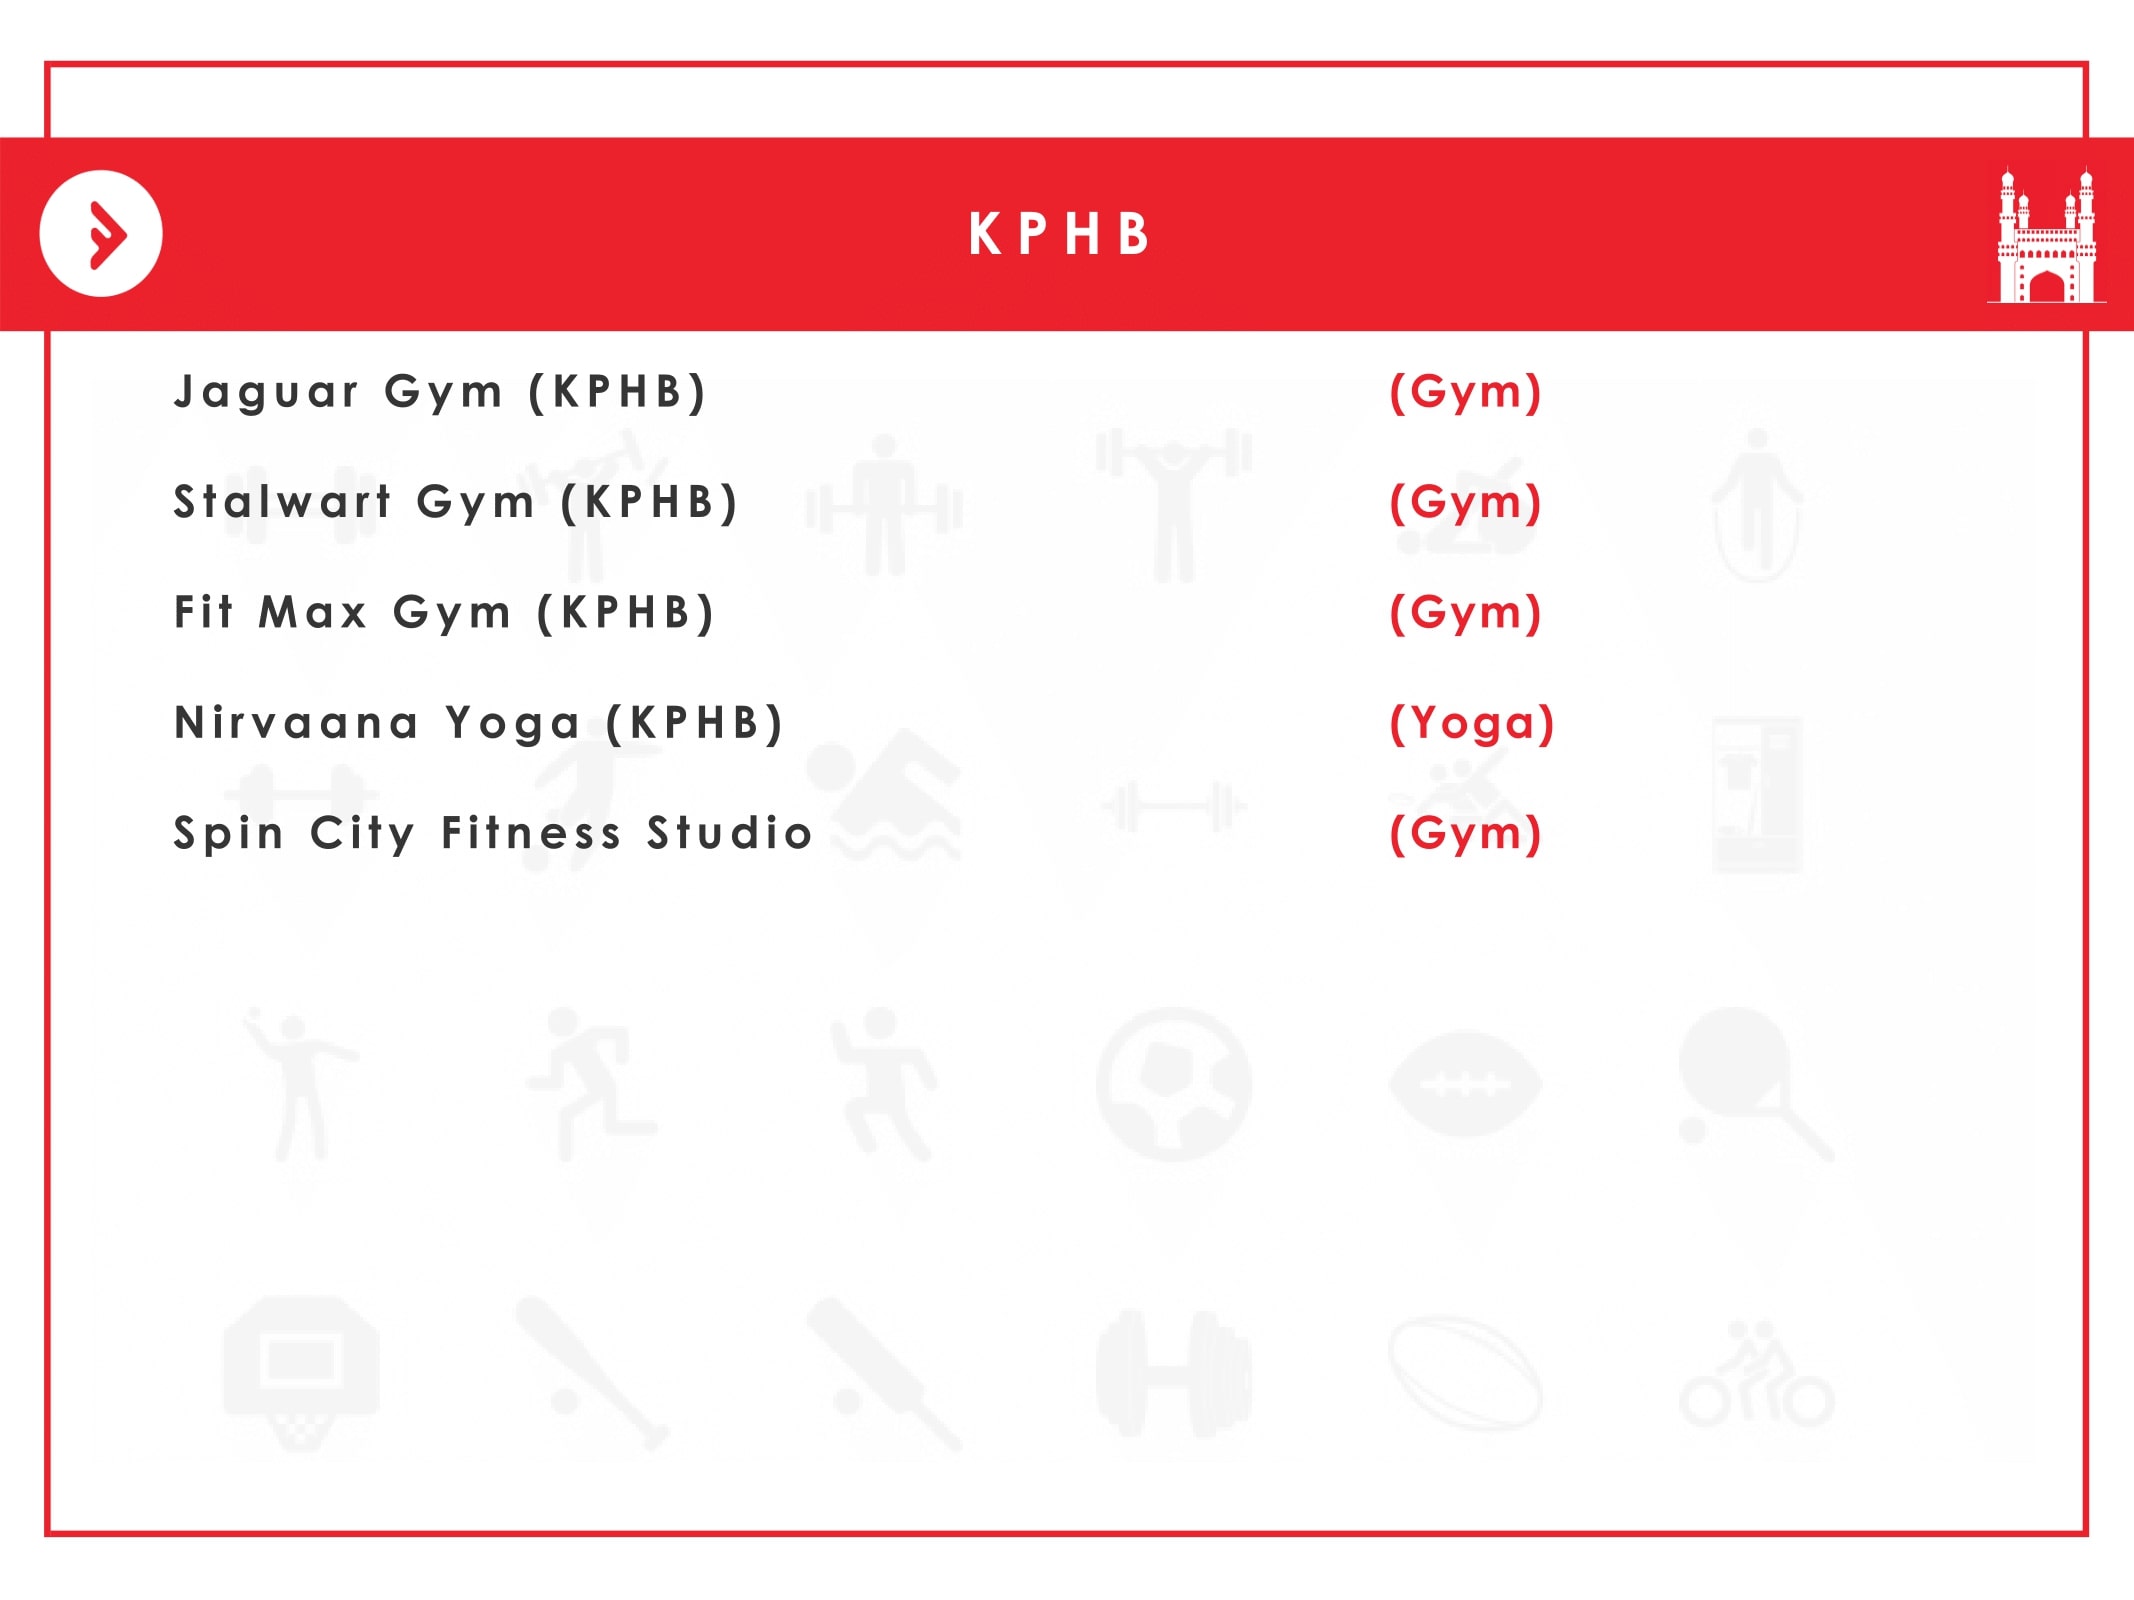 KPHB
Jaguar Gym (KPHB) (Gym)
Stalwart Gym (KPHB) (Gym)
Fit Max Gym (KPHB) (Gym)
Nirvaana Yoga (KPHB) (Yoga)
Spin City Fitness Studio (Gym)